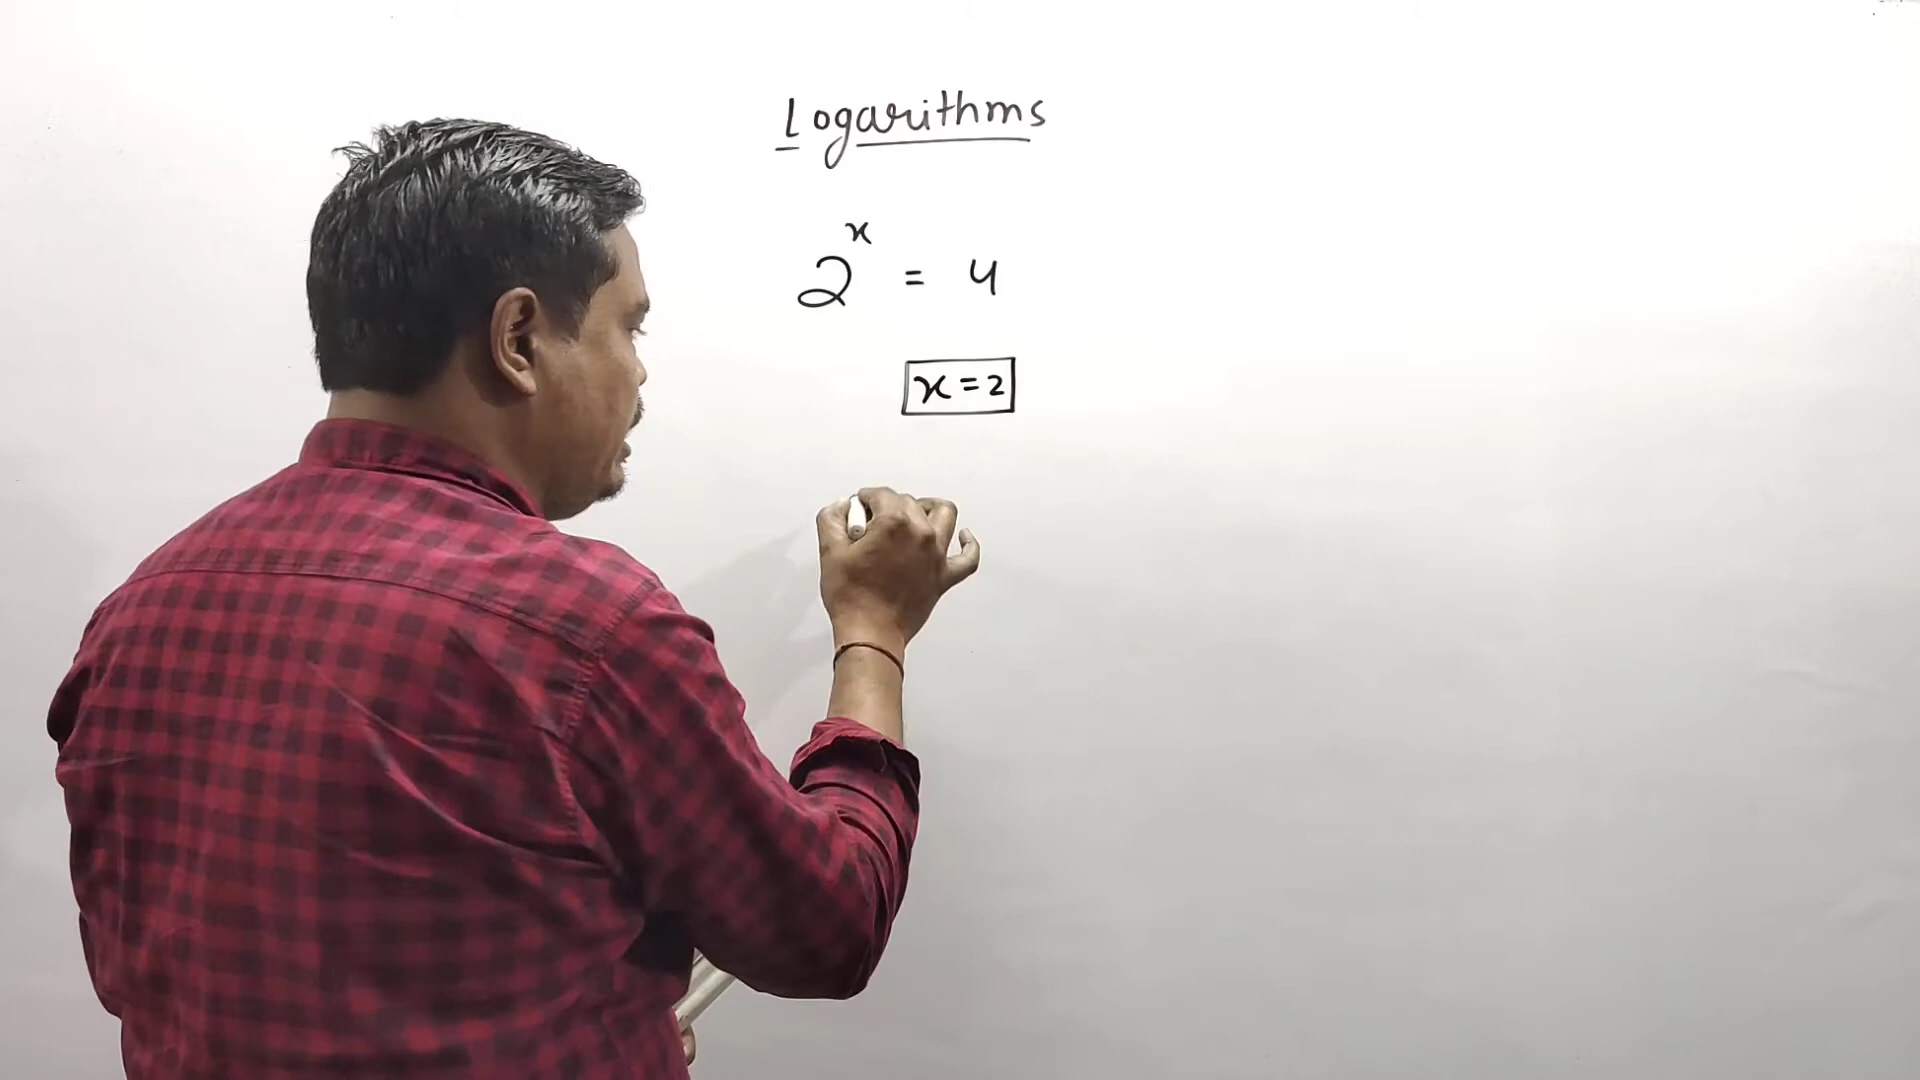 Logarithms
2^x = 4
x = 2